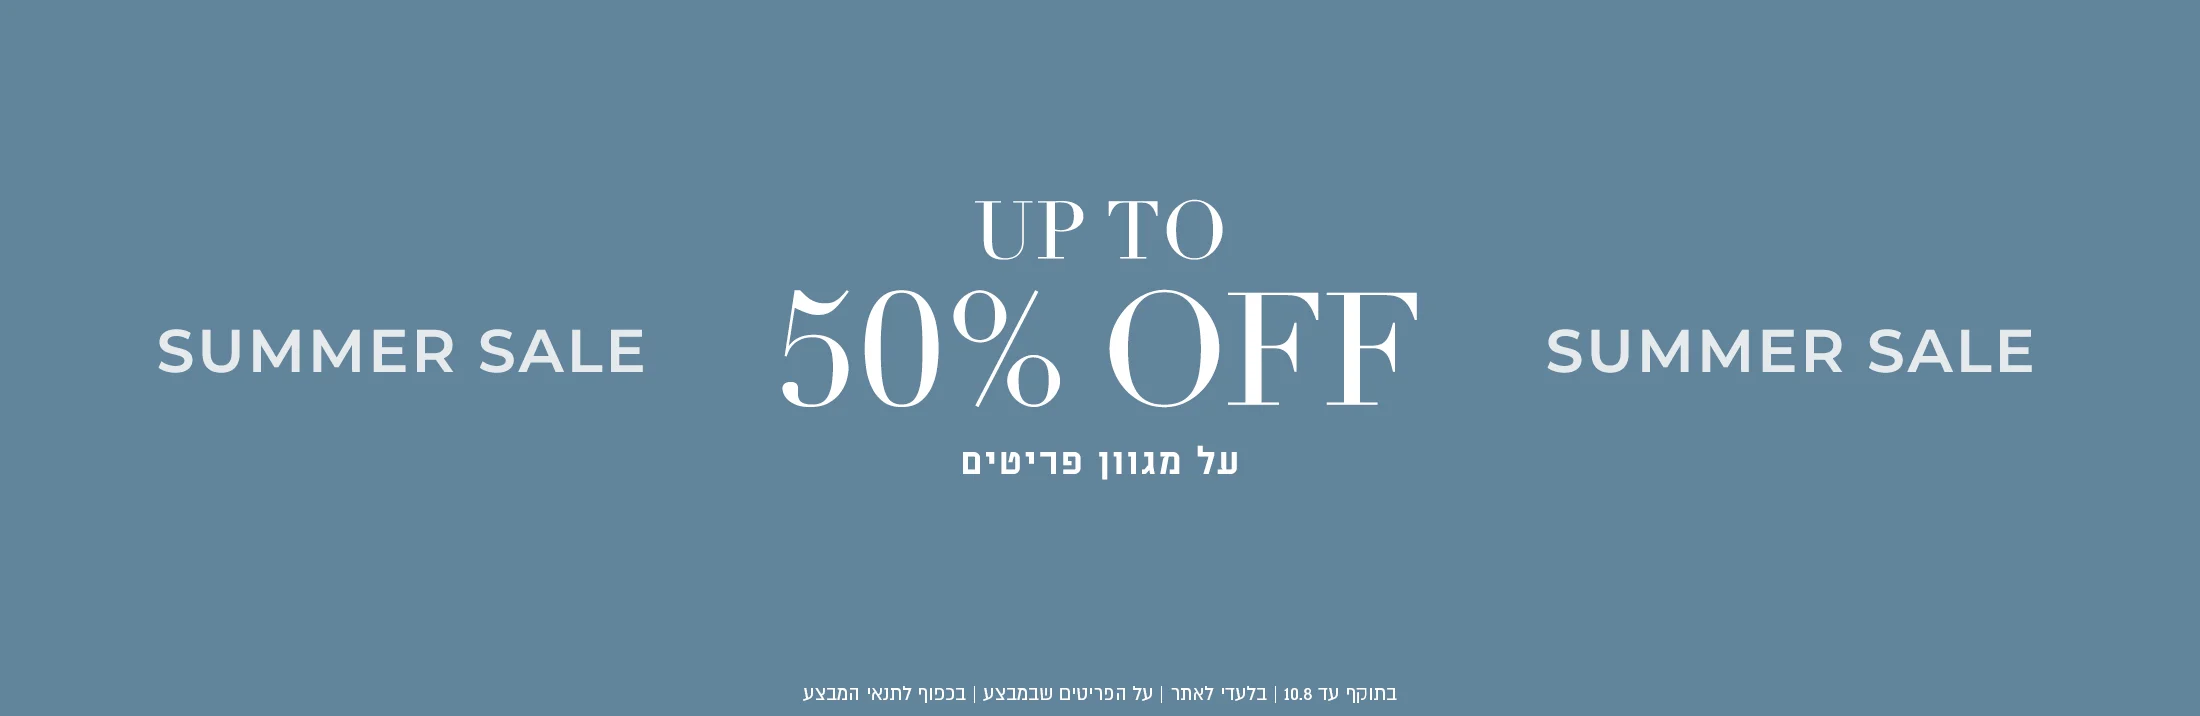 UP TO
50% OFF
SUMMER SALE
SUMMER SALE
על מגוון פריטים
בתוקף עד 10.8 | בלעדי לאתר | על הפריטים שבמבצע | בכפוף לתנאי המבצע